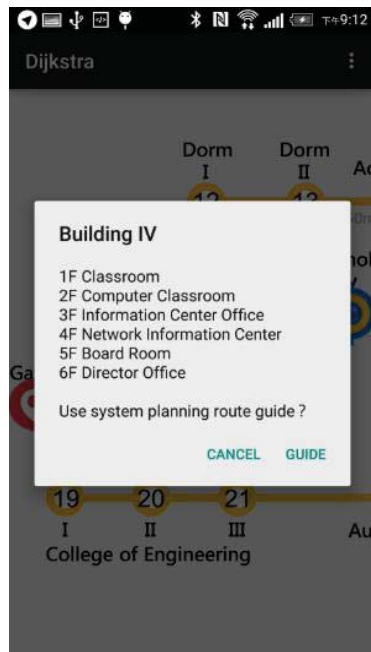 下午9:12
Dijkstra
Dorm
I
Dorm
II
12
13
Building IV
1F Classroom
2F Computer Classroom
3F Information Center Office
4F Network Information Center
5F Board Room
6F Director Office
Use system planning route guide ?
CANCEL GUIDE
19
20
21
I
II
III
College of Engineering